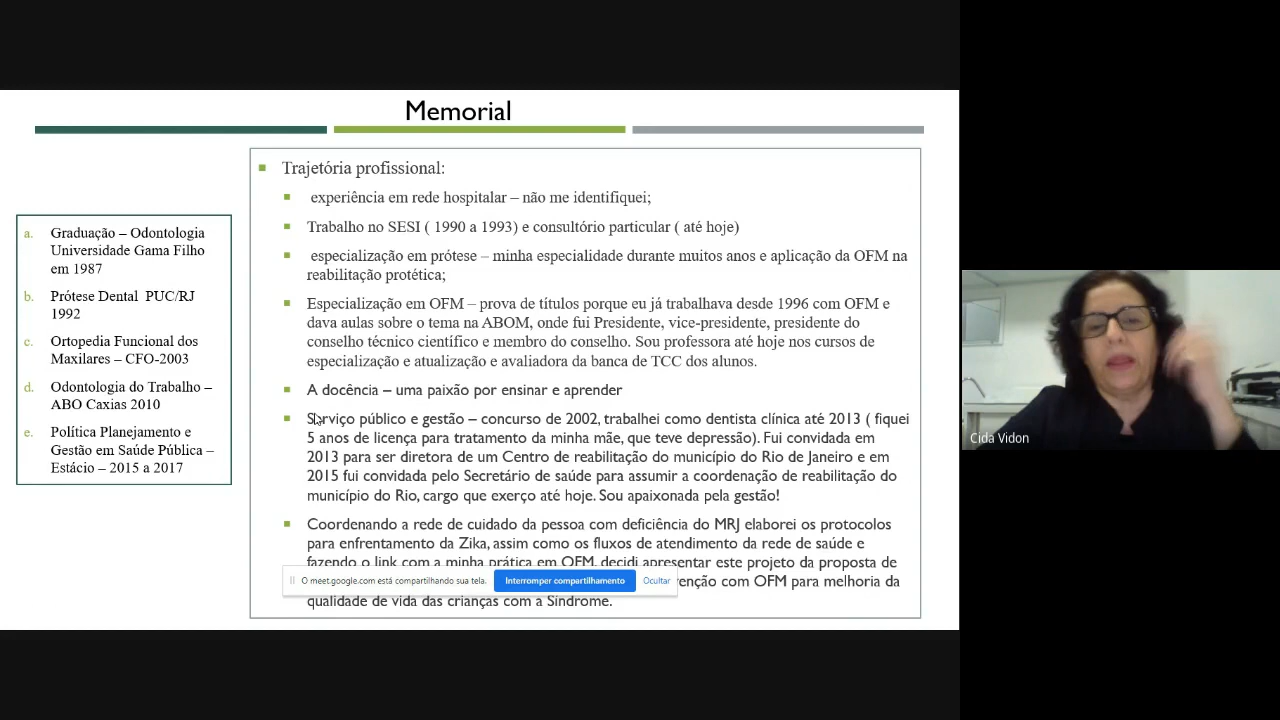 Memorial
a. Graduação – Odontologia
Universidade Gama Filho
em 1987
b. Prótese Dental PUC/RJ
1992
c. Ortopedia Funcional dos
Maxilares – CFO-2003
d. Odontologia do Trabalho –
ABO Caxias 2010
e. Política Planejamento e
Gestão em Saúde Pública –
Estácio – 2015 a 2017
Trajetória profissional:
experiência em rede hospitalar – não me identifiquei;
Trabalho no SESI ( 1990 a 1993) e consultório particular ( até hoje)
especialização em prótese – minha especialidade durante muitos anos e aplicação da OFM na
reabilitação protética;
Especialização em OFM – prova de títulos porque eu já trabalhava desde 1996 com OFM e
dava aulas sobre o tema na ABOM, onde fui Presidente, vice-presidente, presidente do
conselho técnico científico e membro do conselho. Sou professora até hoje nos cursos de
especialização e atualização e avaliadora da banca de TCC dos alunos.
A docência – uma paixão por ensinar e aprender
Serviço público e gestão – concurso de 2002, trabalhei como dentista clínica até 2013 ( fiquei
5 anos de licença para tratamento da minha mãe, que teve depressão). Fui convidada em
2013 para ser diretora de um Centro de reabilitação do município do Rio de Janeiro e em
2015 fui convidada pelo Secretário de saúde para assumir a coordenação de reabilitação do
município do Rio, cargo que exerço até hoje. Sou apaixonada pela gestão!
Coordenando a rede de cuidado da pessoa com deficiência do MRJ elaborei os protocolos
para enfrentamento da Zika, assim como os fluxos de atendimento da rede de saúde e
fazendo o link com a minha prática em OFM, decidi apresentar este projeto da proposta de
venção com OFM para melhoria da
qualidade de vida das crianças com a Síndrome.
O meet.google.com está compartilhando sua tela.
Interromper compartilhamento
Ocultar
Cida Vidon